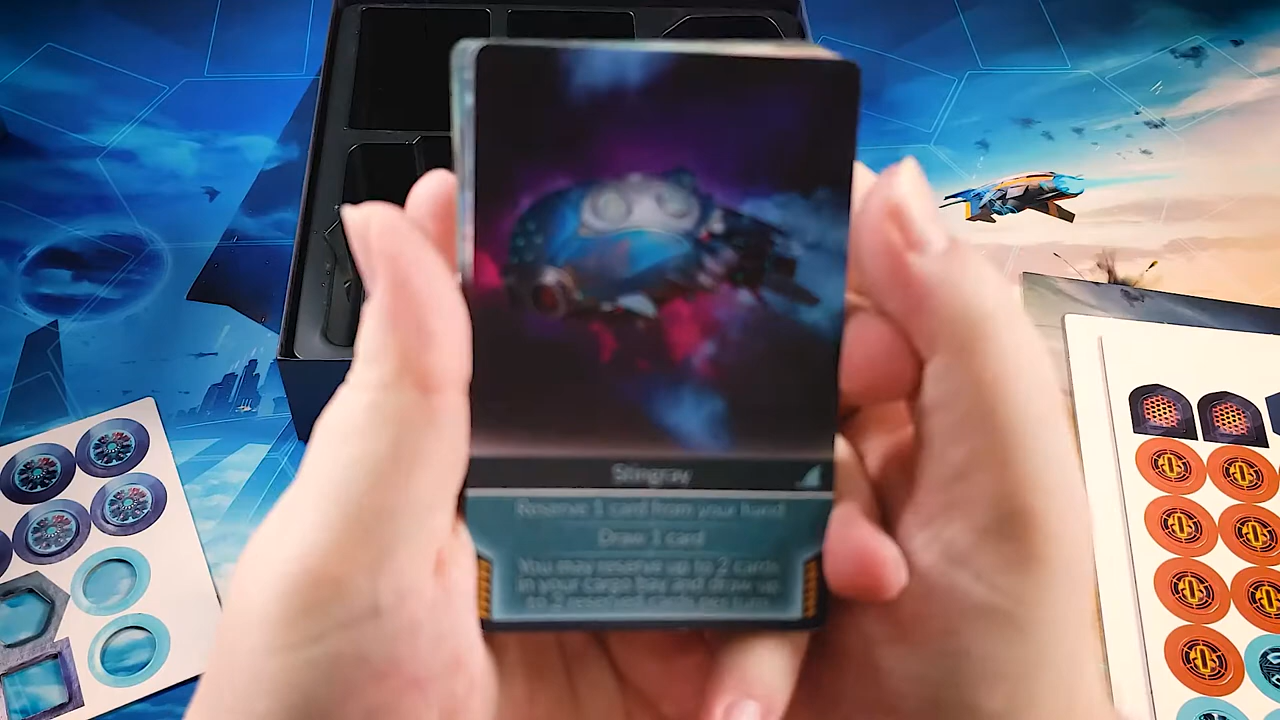 Stingray
Reserve 1 card from your hand
Draw 1 card
You may reserve up to 2 cards
in your cargo bay and draw up
to 2 reserved cards per turn.